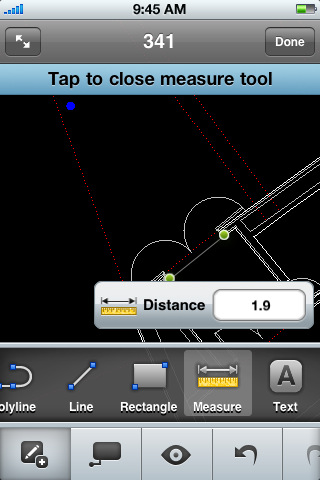 9:45 AM
341
Done
Tap to close measure tool
Distance 1.9
olyline Line Rectangle Measure Text
A